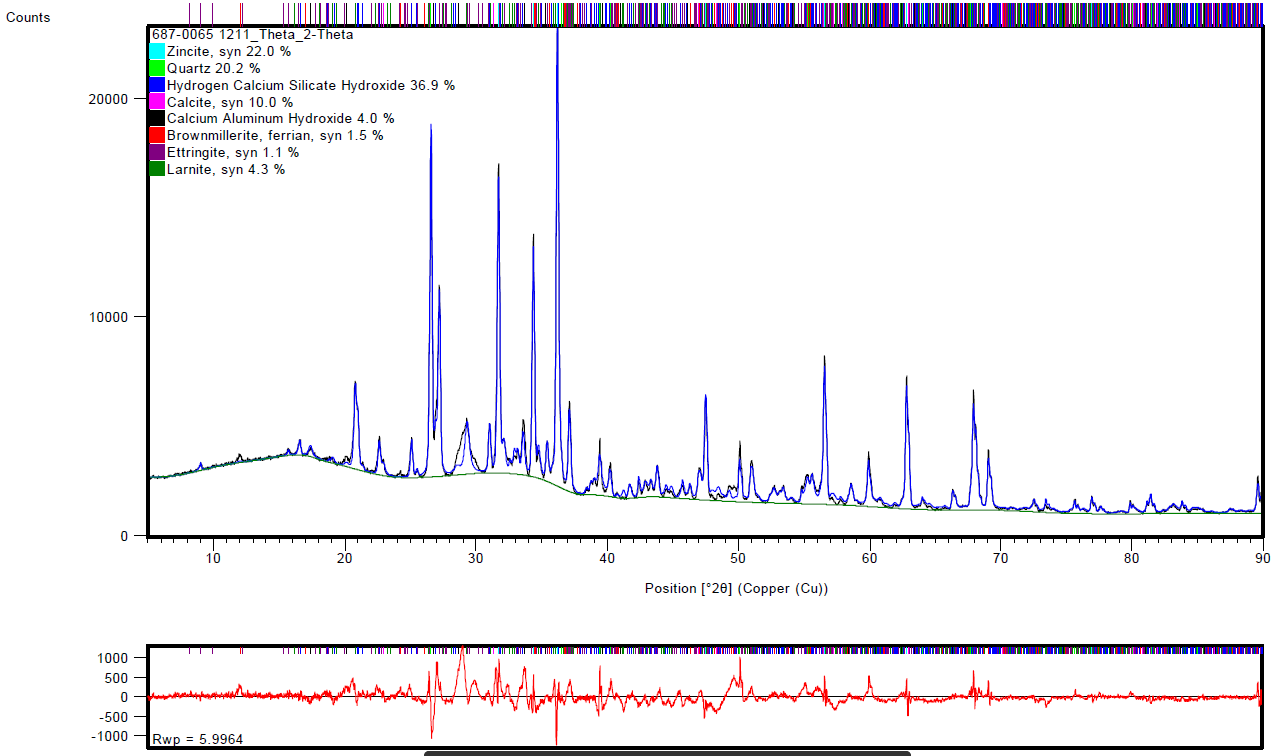 Counts
687-0065 1211_Theta_2-Theta
Zincite, syn 22.0 %
Quartz 20.2 %
Hydrogen Calcium Silicate Hydroxide 36.9 %
Calcite, syn 10.0 %
Calcium Aluminum Hydroxide 4.0 %
Brownmillerite, ferrian, syn 1.5 %
Ettringite, syn 1.1 %
Larnite, syn 4.3 %
20000
10000
0
10 20 30 40 50 60 70 80 90
Position [°2θ] (Copper (Cu))
1000
500
0
-500
-1000
Rwp = 5.9964